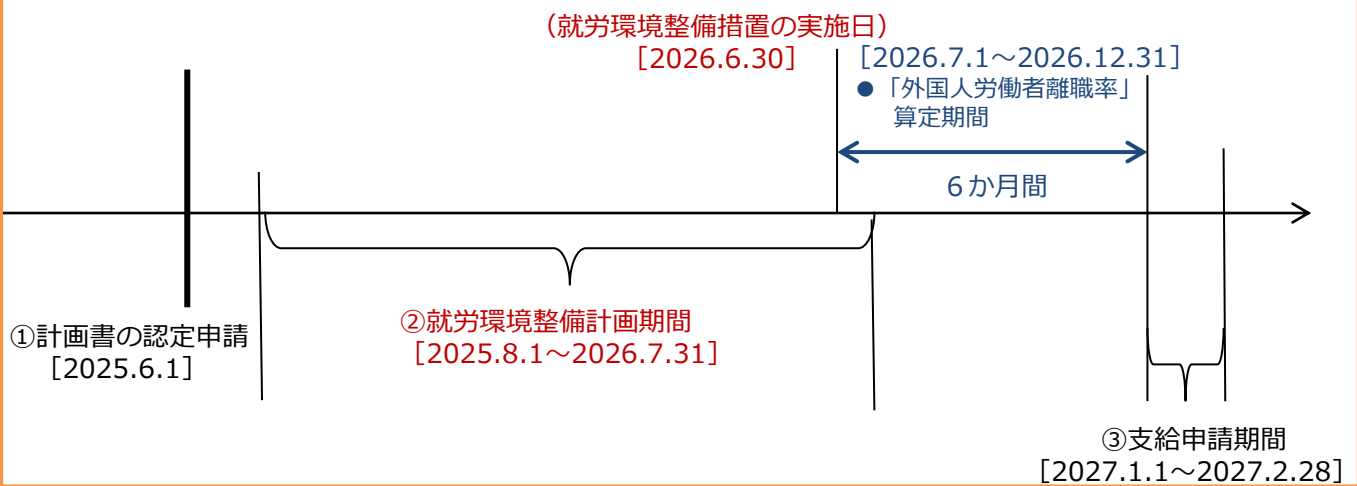 （就労環境整備措置の実施日）
［2026.6.30］
［2026.7.1～2026.12.31］
●「外国人労働者離職率」
算定期間
６か月間
①計画書の認定申請
［2025.6.1］
②就労環境整備計画期間
［2025.8.1～2026.7.31］
③支給申請期間
［2027.1.1～2027.2.28］